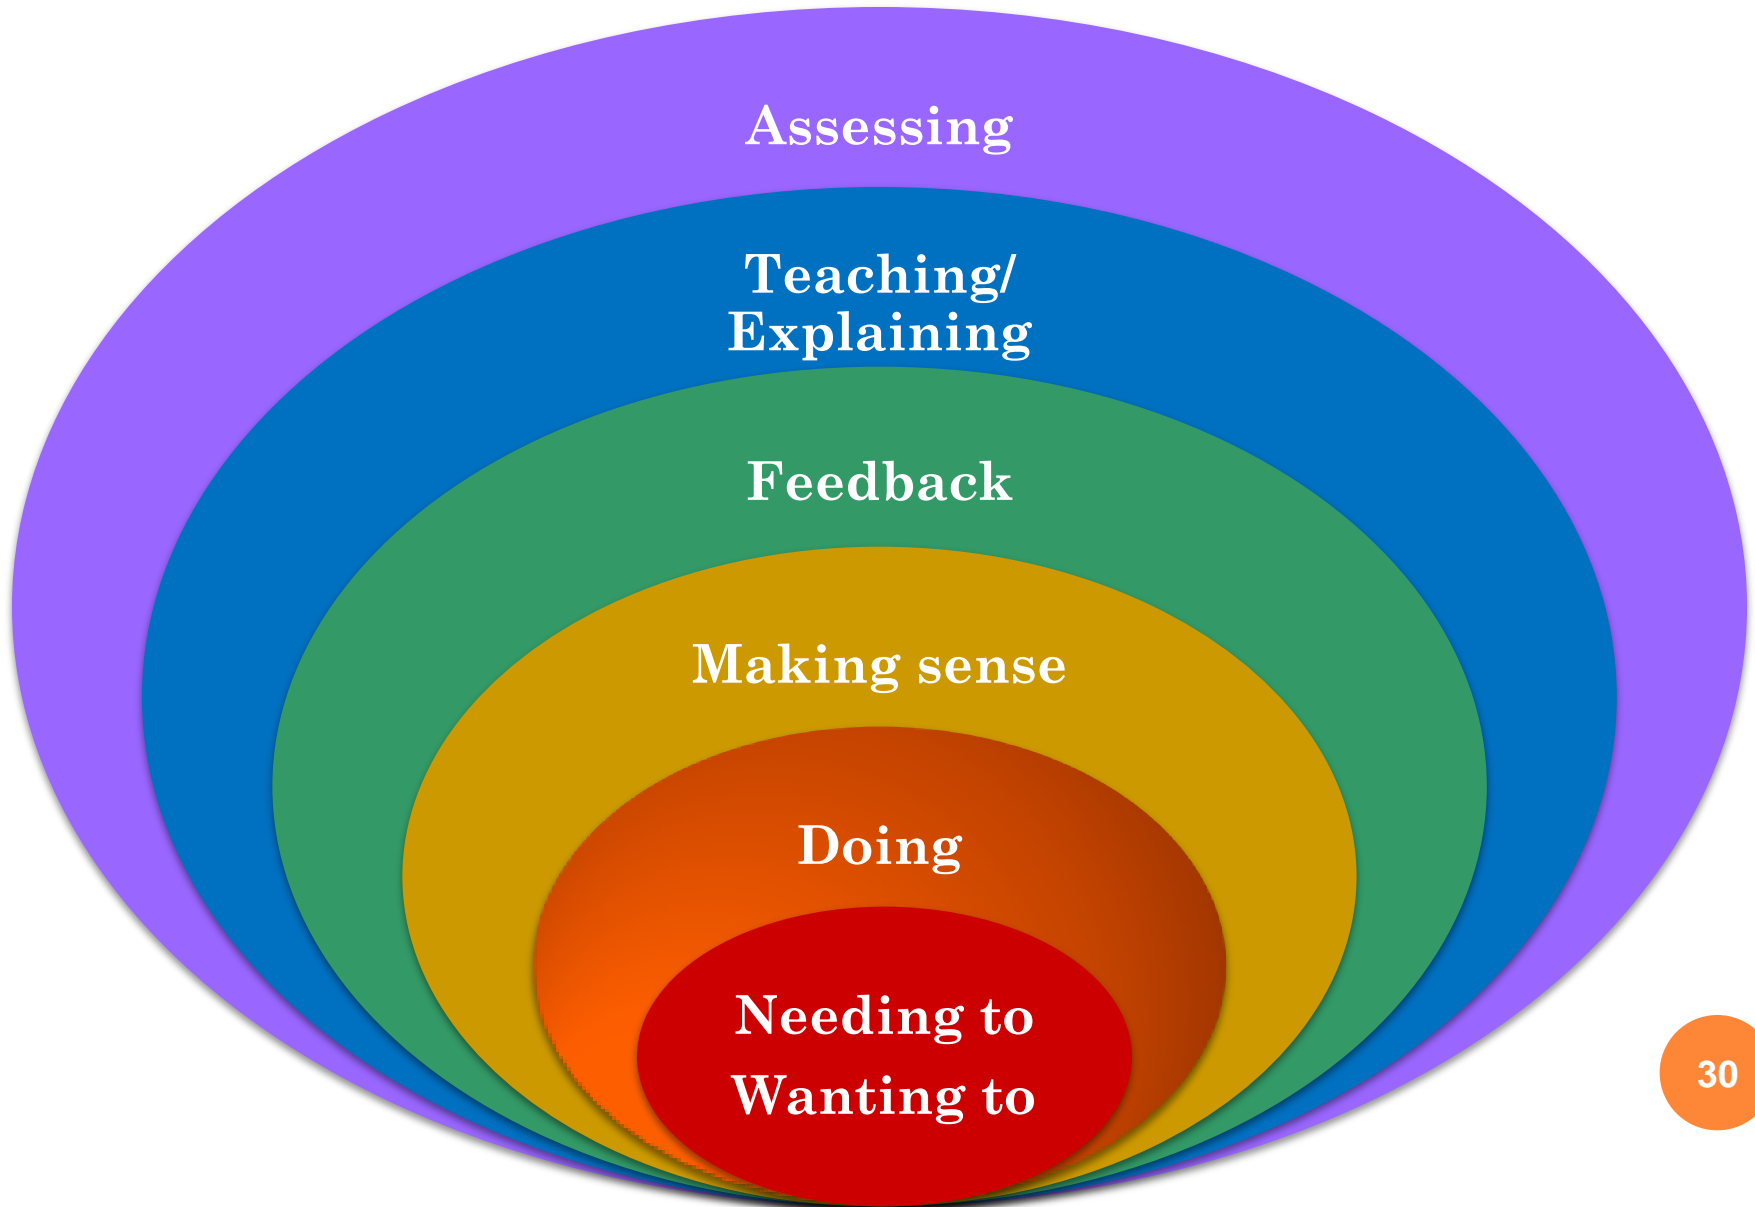 Assessing
Teaching/
Explaining
Feedback
Making sense
Doing
Needing to
Wanting to
30